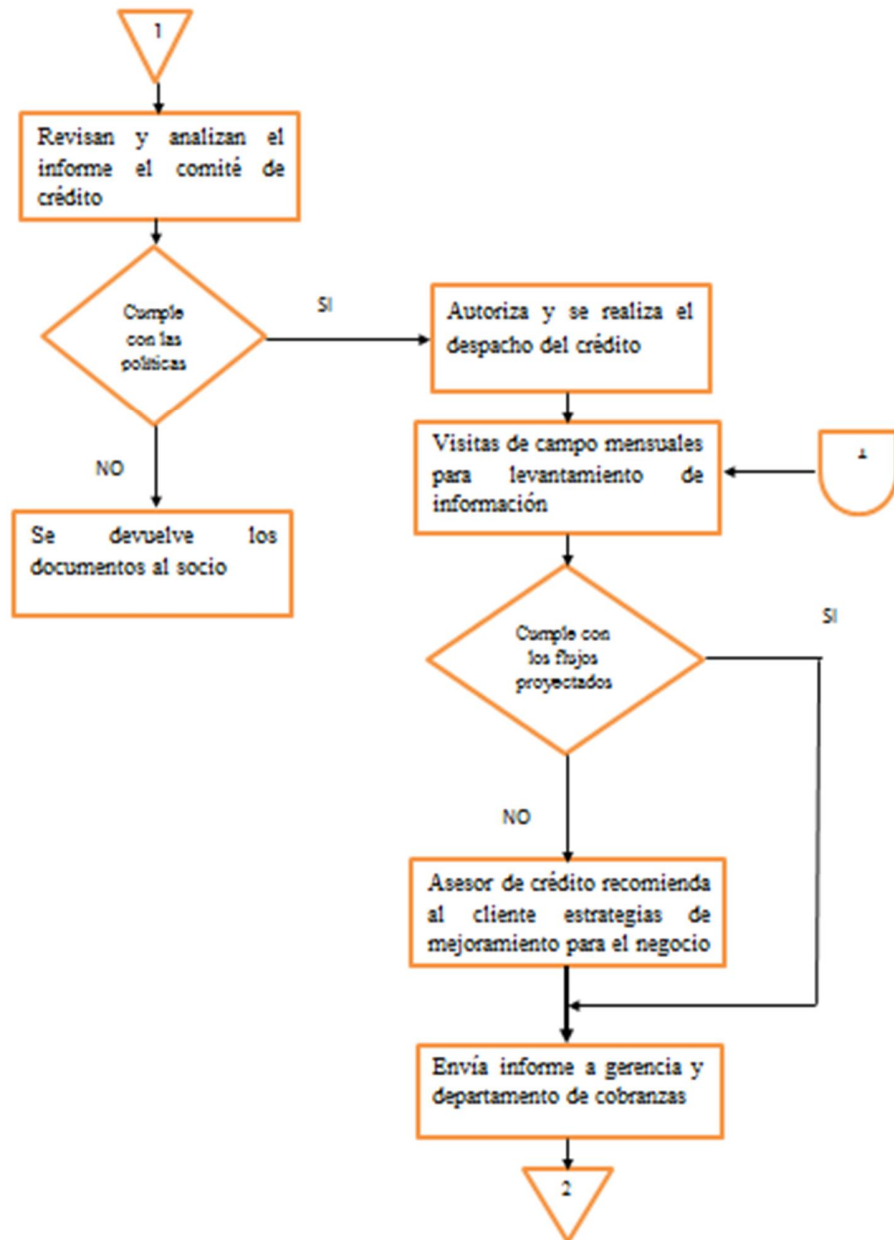 1
Revisan y analizan el
informe el comité de
crédito
Cumple
con las
políticas
SI
Autoriza y se realiza el
despacho del crédito
NO
Se devuelve los
documentos al socio
Visitas de campo mensuales
para levantamiento de
información
Cumple con
los flujos
proyectados
SI
NO
Asesor de crédito recomienda
al cliente estrategias de
mejoramiento para el negocio
Envía informe a gerencia y
departamento de cobranzas
2